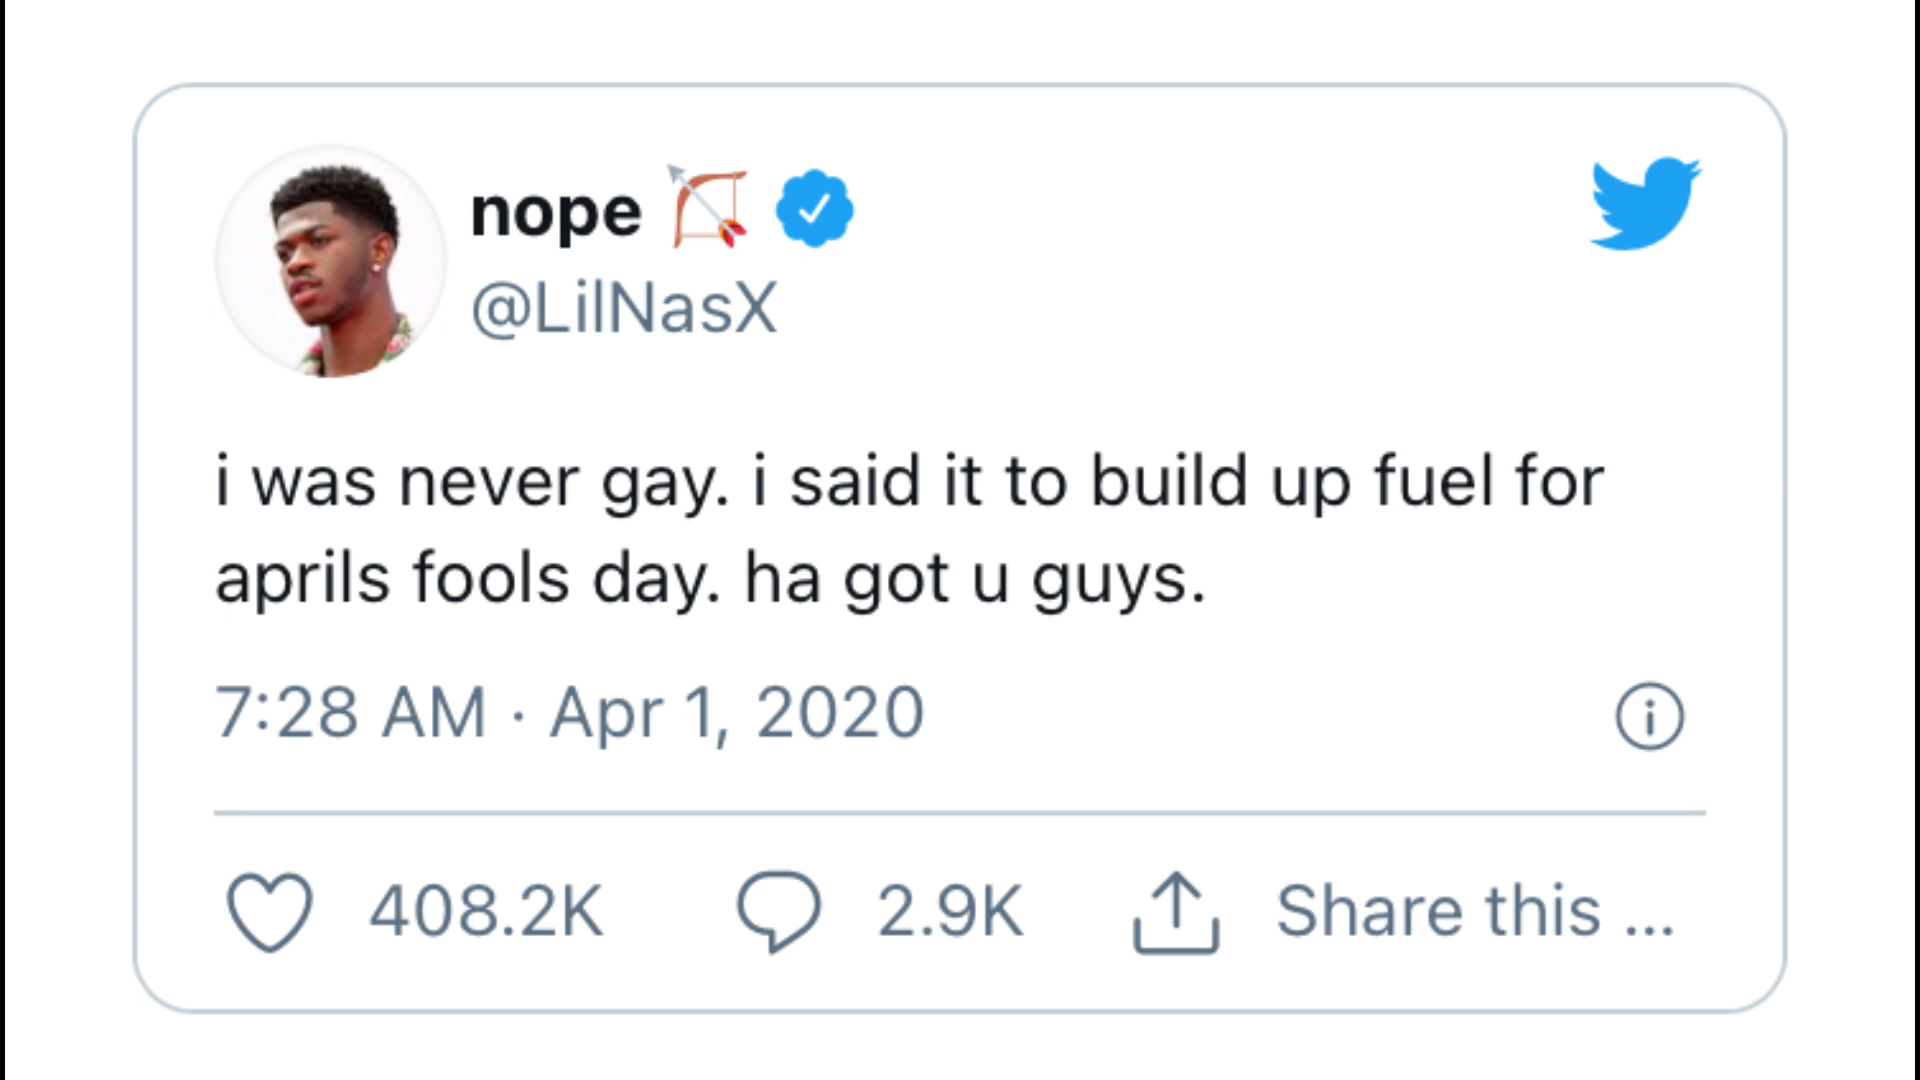 nope 🏹
@LilNasX
i was never gay. i said it to build up fuel for
aprils fools day. ha got u guys.
7:28 AM · Apr 1, 2020
408.2K 2.9K Share this ...